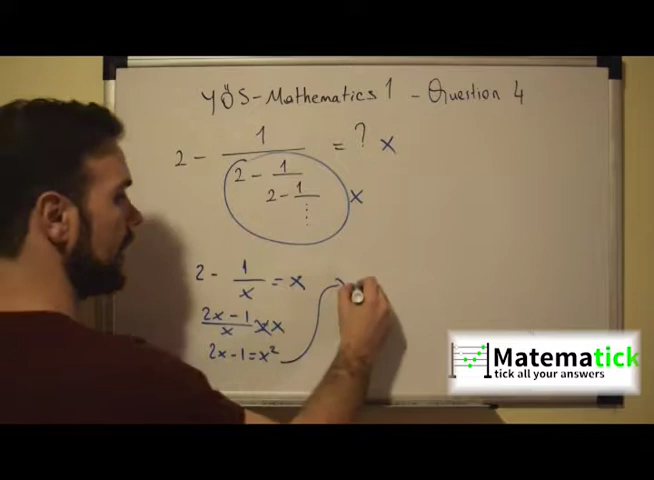 YÖS - Mathematics 1 - Question 4
2 - 1 = ? x
2 - 1
2 - 1 x
⋮
2 - 1 = x
x
2x - 1
x x x
2x - 1 = x²
Matematick
tick all your answers